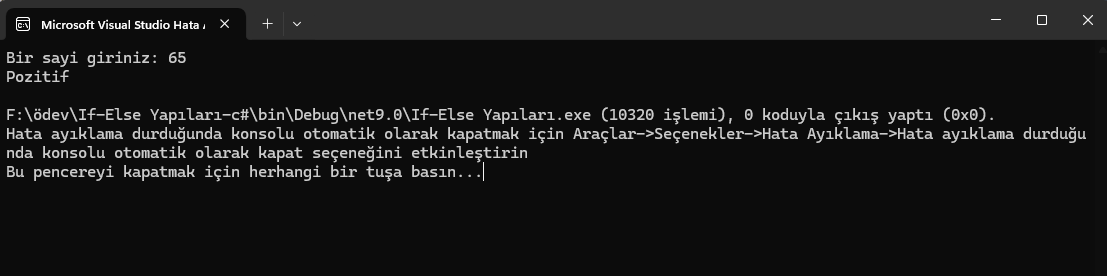 Microsoft Visual Studio Hata A
Bir sayi giriniz: 65
Pozitif
F:\ödev\If-Else Yapıları-c#\bin\Debug\net9.0\If-Else Yapıları.exe (10320 işlemi), 0 koduyla çıkış yaptı (0x0).
Hata ayıklama durduğunda konsolu otomatik olarak kapatmak için Araçlar->Seçenekler->Hata Ayıklama->Hata ayıklama durduğu
nda konsolu otomatik olarak kapat seçeneğini etkinleştirin
Bu pencereyi kapatmak için herhangi bir tuşa basın...